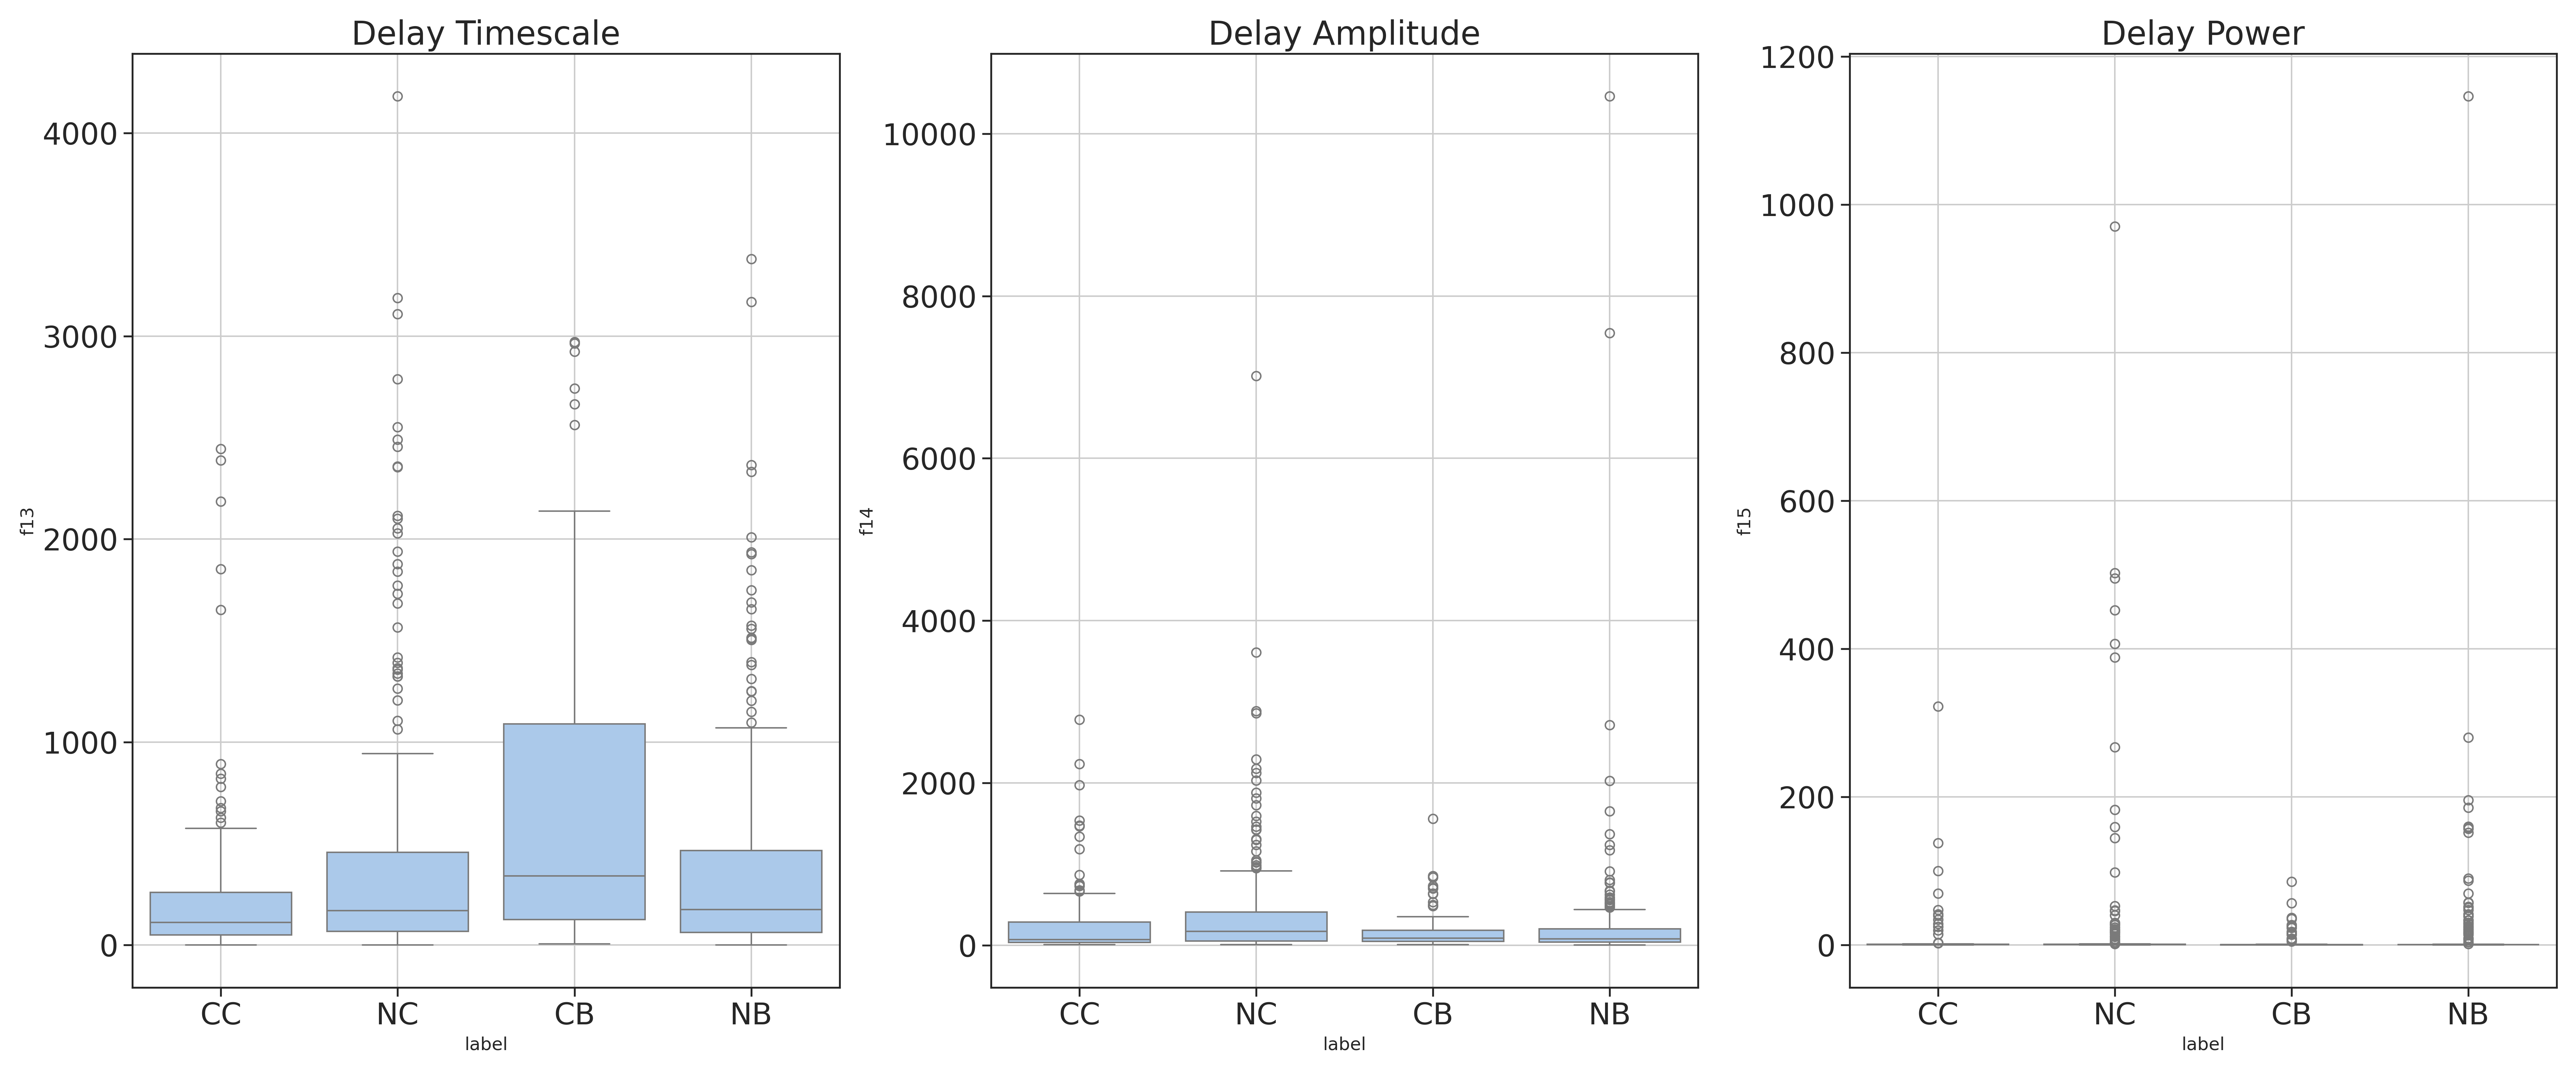 Delay Timescale
4000
3000
2000
1000
0
f13
CC NC CB NB
label
Delay Amplitude
10000
8000
6000
4000
2000
0
f14
CC NC CB NB
label
Delay Power
1200
1000
800
600
400
200
0
f15
CC NC CB NB
label